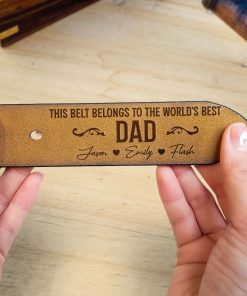 THIS BELT BELONGS TO THE WORLD'S BEST
DAD
Jason ♥ Emily ♥ Flash